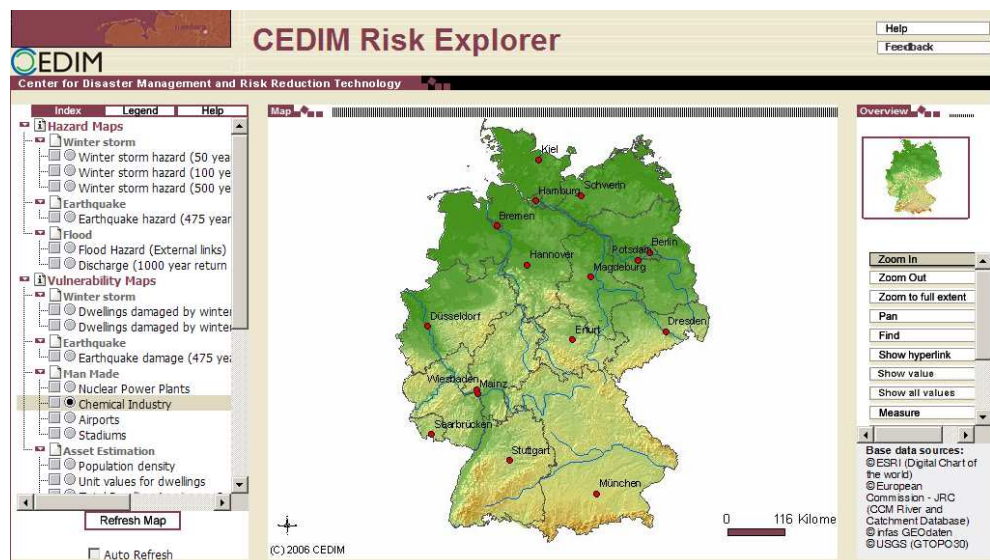 CEDIM
CEDIM Risk Explorer
Help
Feedback
Center for Disaster Management and Risk Reduction Technology
Index Legend Help
Hazard Maps
Winter storm
Winter storm hazard (50 yea
Winter storm hazard (100 ye
Winter storm hazard (500 ye
Earthquake
Earthquake hazard (475 year
Flood
Flood Hazard (External links)
Discharge (1000 year return
Vulnerability Maps
Winter storm
Dwellings damaged by winter
Dwellings damaged by winter
Earthquake
Earthquake damage (475 yea
Man Made
Nuclear Power Plants
Chemical Industry
Airports
Stadiums
Asset Estimation
Population density
Unit values for dwellings
Refresh Map
Auto Refresh
Map
Kiel
Hamburg
Schwerin
Bremen
Berlin
Potsdam
Hannover
Magdeburg
Düsseldorf
Dresden
Erfurt
Wiesbaden
Mainz
Saarbrücken
Stuttgart
München
0 116 Kilome
(C) 2006 CEDIM
Overview
Zoom In
Zoom Out
Zoom to full extent
Pan
Find
Show hyperlink
Show value
Show all values
Measure
Base data sources:
©ESRI (Digital Chart of
the world)
©European
Commission - JRC
(CCM River and
Catchment Database)
©infas GEOdaten
©USGS (GTOPO30)